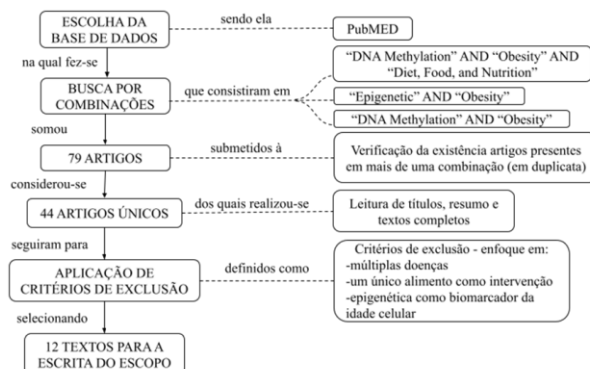 ESCOLHA DA
BASE DE DADOS
sendo ela
PubMED
na qual fez-se
"DNA Methylation" AND "Obesity" AND
"Diet, Food, and Nutrition"
BUSCA POR
COMBINAÇÕES
que consistiram em
"Epigenetic" AND "Obesity"
"DNA Methylation" AND "Obesity"
somou
79 ARTIGOS
submetidos à
Verificação da existência artigos presentes
em mais de uma combinação (em duplicata)
considerou-se
44 ARTIGOS ÚNICOS
dos quais realizou-se
Leitura de títulos, resumo e
textos completos
seguiram para
APLICAÇÃO DE
CRITÉRIOS DE EXCLUSÃO
definidos como
Critérios de exclusão - enfoque em:
-múltiplas doenças
-um único alimento como intervenção
-epigenética como biomarcador da
idade celular
selecionando
12 TEXTOS PARA A
ESCRITA DO ESCOPO